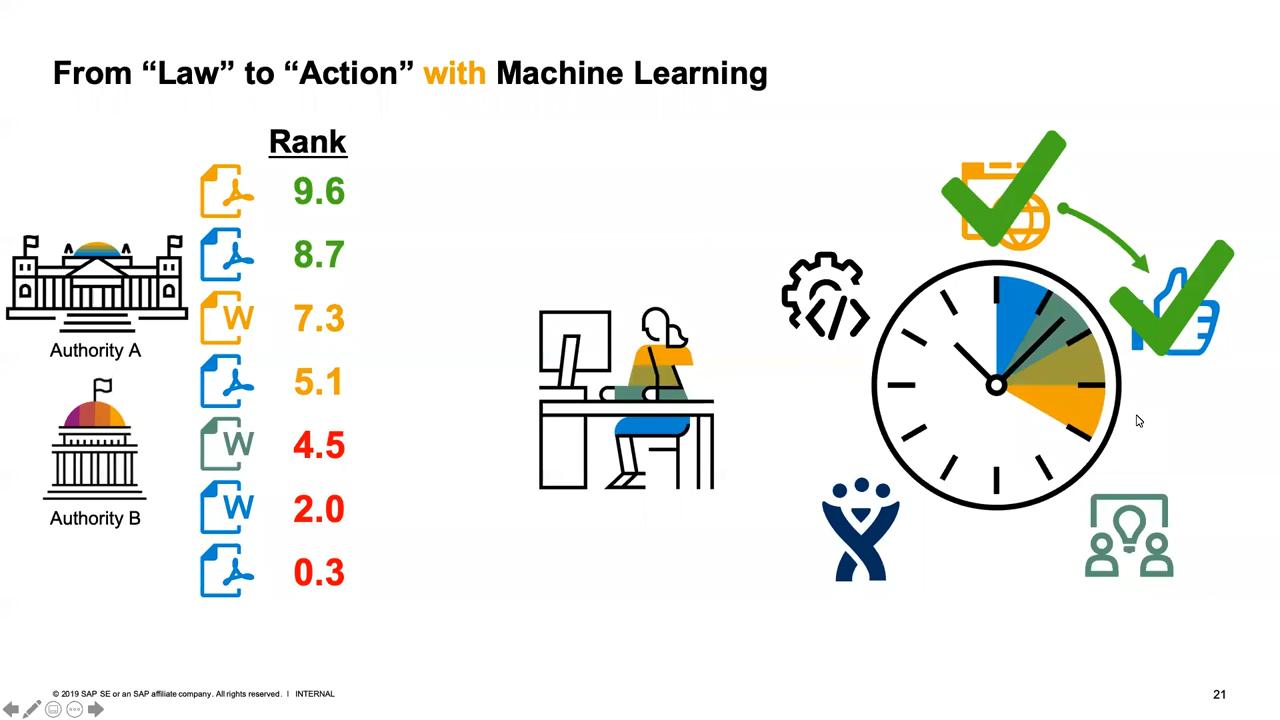 From “Law” to “Action” with Machine Learning
Rank
9.6
8.7
W 7.3
5.1
W 4.5
W 2.0
0.3
Authority A
Authority B
© 2019 SAP SE or an SAP affiliate company. All rights reserved. I INTERNAL
21